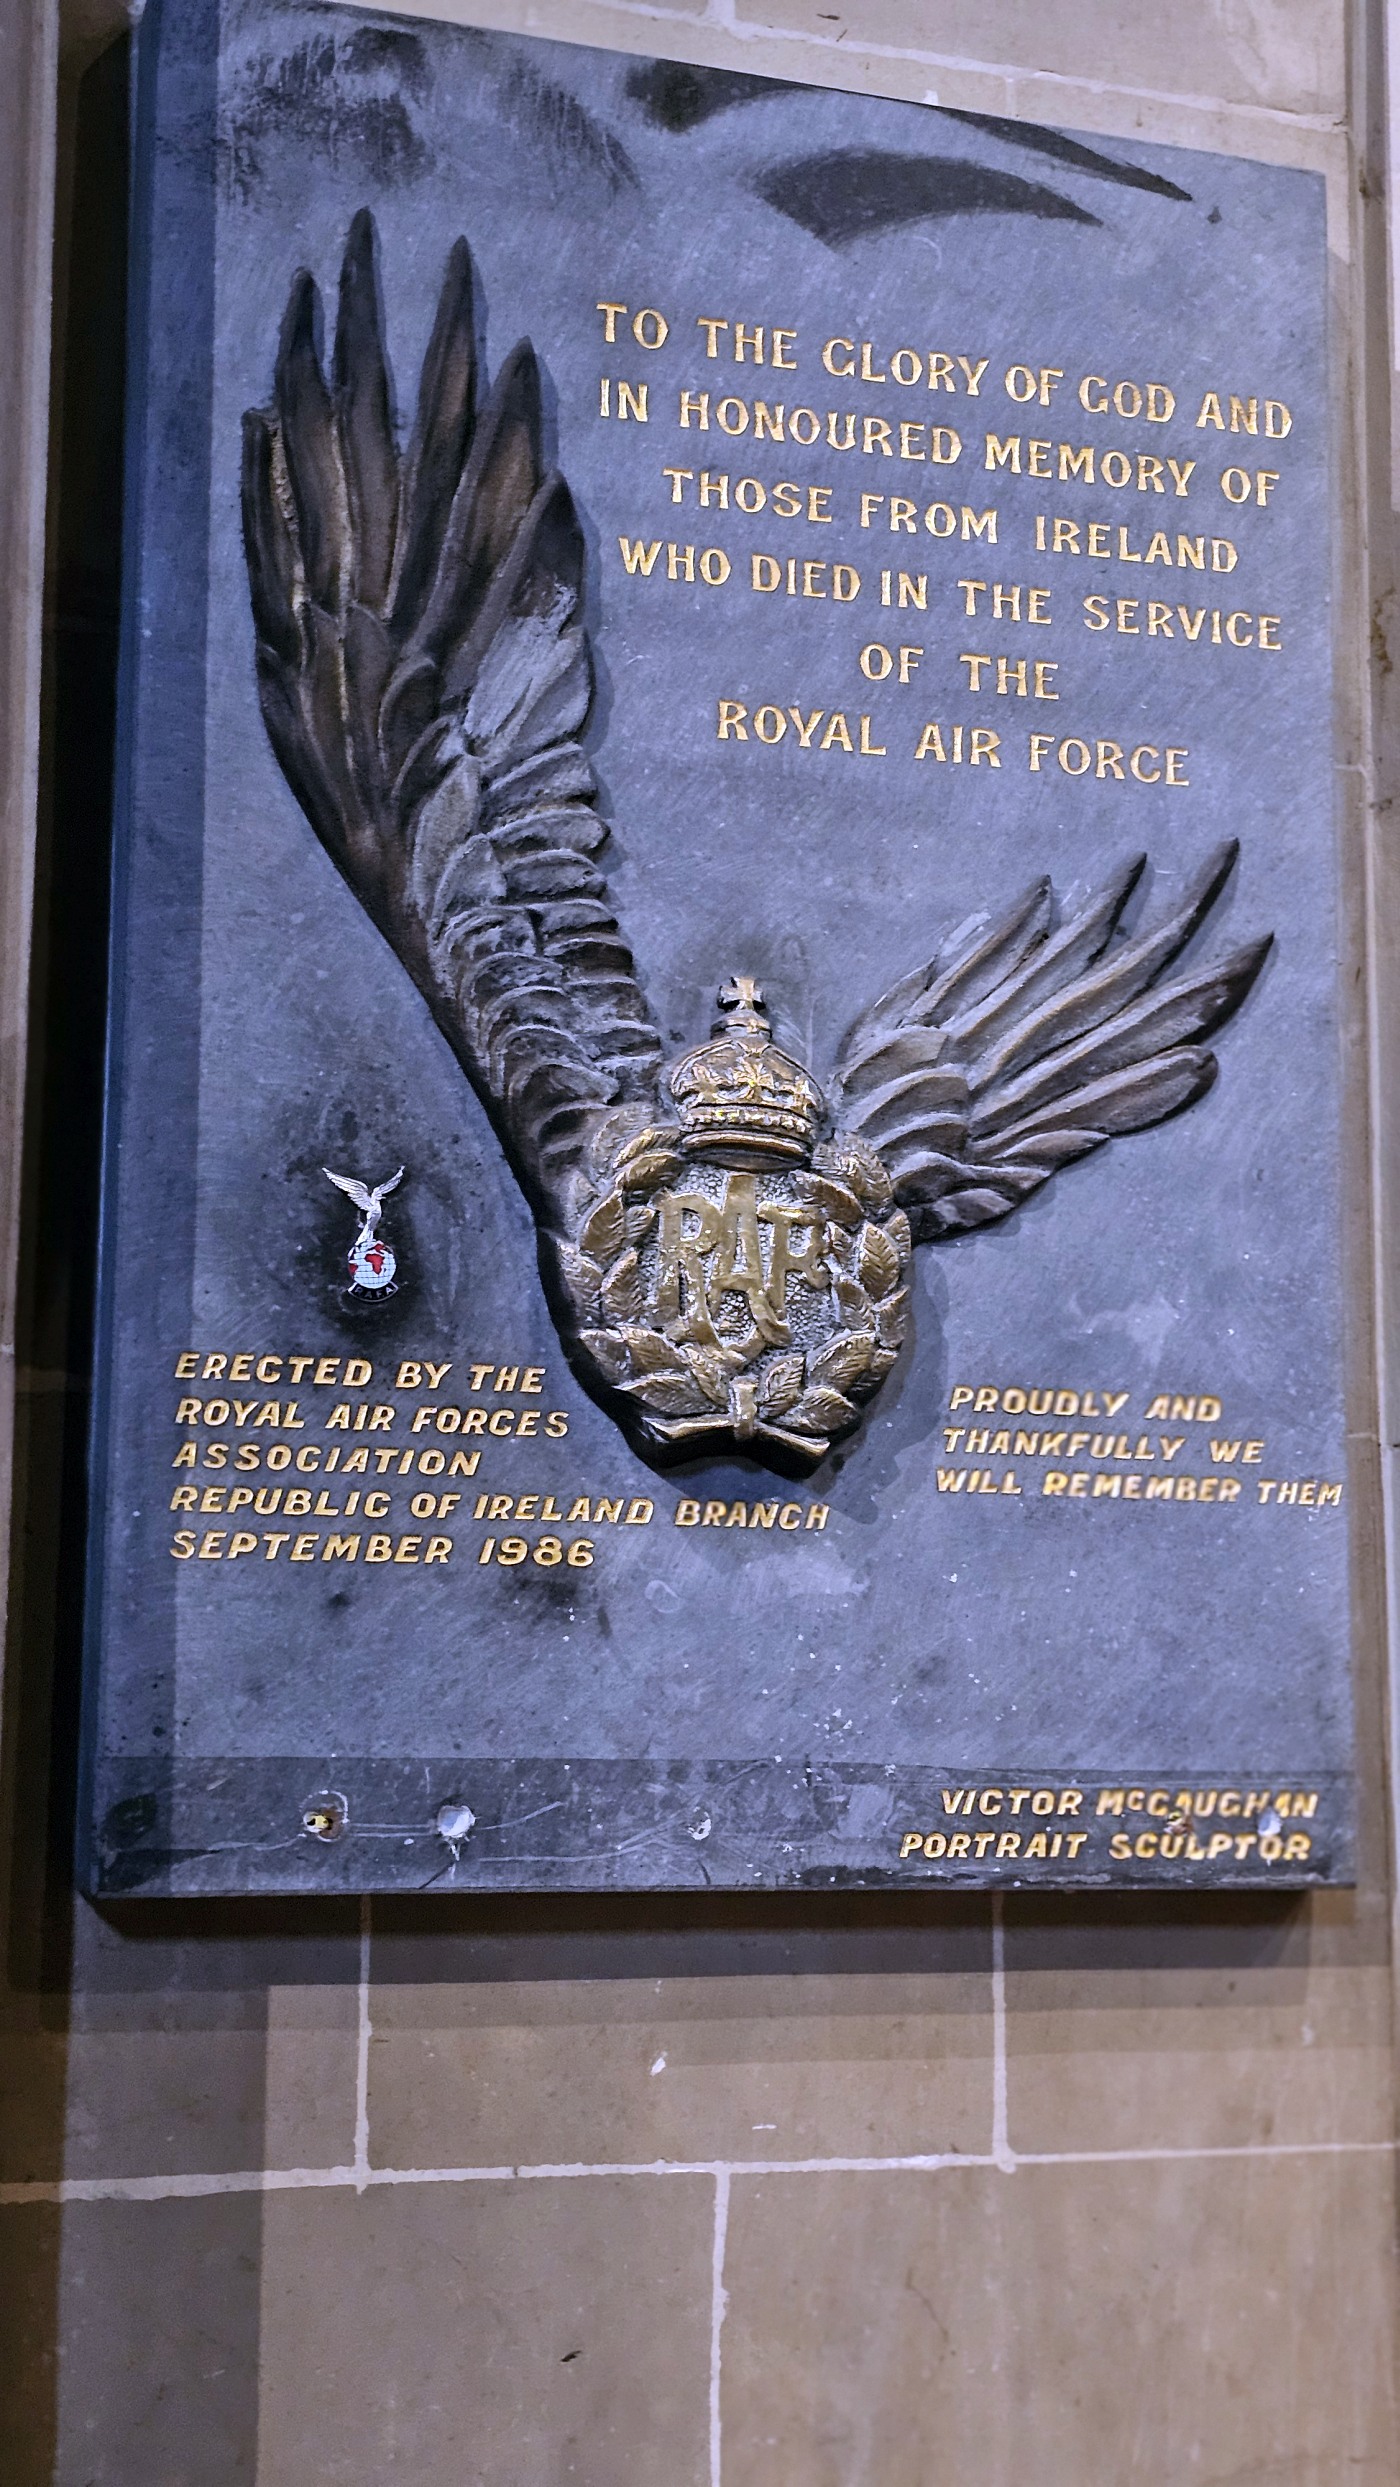 TO THE GLORY OF GOD AND
IN HONOURED MEMORY OF
THOSE FROM IRELAND
WHO DIED IN THE SERVICE
OF THE
ROYAL AIR FORCE
RAF
RAFA
ERECTED BY THE
ROYAL AIR FORCES
ASSOCIATION
REPUBLIC OF IRELAND BRANCH
SEPTEMBER 1986
PROUDLY AND
THANKFULLY WE
WILL REMEMBER THEM
VICTOR McGAUGHAN
PORTRAIT SCULPTOR